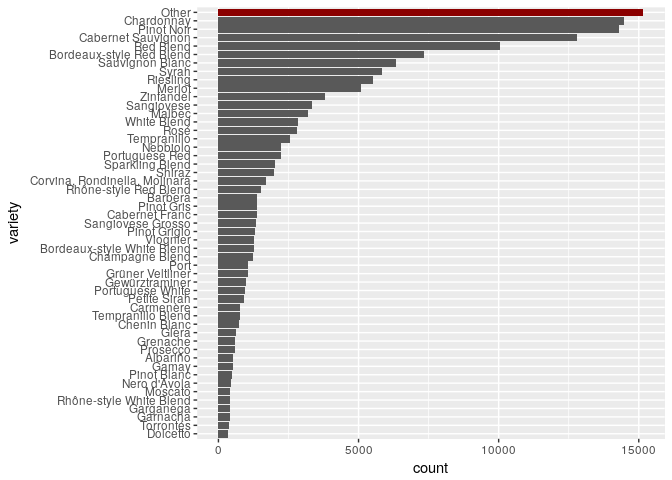 Other
Chardonnay
Pinot Noir
Cabernet Sauvignon
Red Blend
Bordeaux-style Red Blend
Sauvignon Blanc
Syrah
Riesling
Merlot
Zinfandel
Sangiovese
Malbec
White Blend
Rosé
Tempranillo
Nebbiolo
Portuguese Red
Sparkling Blend
Shiraz
Corvina, Rondinella, Molinara
Rhône-style Red Blend
Barbera
Pinot Gris
Cabernet Franc
Sangiovese Grosso
Pinot Grigio
Viognier
Bordeaux-style White Blend
Champagne Blend
Port
Grüner Veltliner
Gewürztraminer
Portuguese White
Petite Sirah
Carmenère
Tempranillo Blend
Chenin Blanc
Glera
Grenache
Prosecco
Albariño
Gamay
Pinot Blanc
Nero d'Avola
Moscato
Rhône-style White Blend
Garganega
Garnacha
Torrontés
Dolcetto
variety
0 5000 10000 15000
count